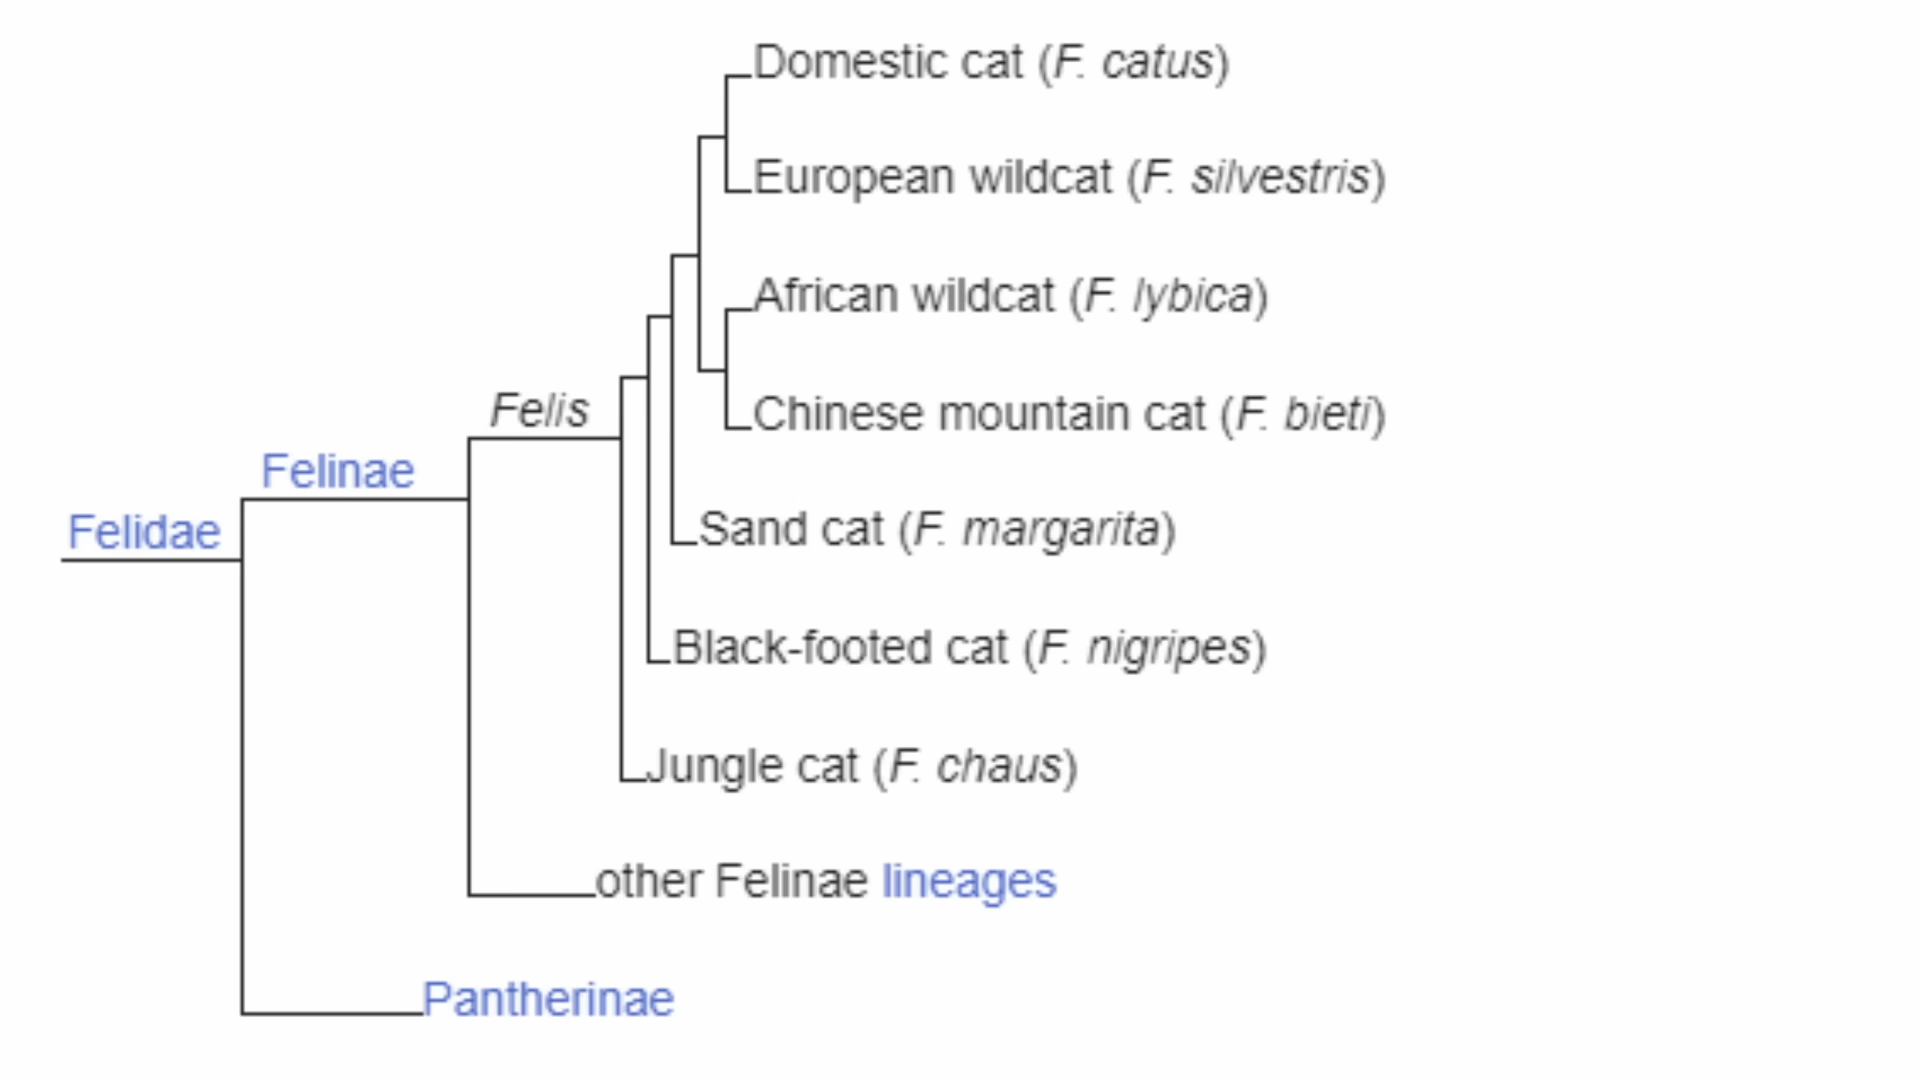 Domestic cat (F. catus)
European wildcat (F. silvestris)
African wildcat (F. lybica)
Chinese mountain cat (F. bieti)
Felis
Felinae
Felidae
Sand cat (F. margarita)
Black-footed cat (F. nigripes)
Jungle cat (F. chaus)
other Felinae lineages
Pantherinae